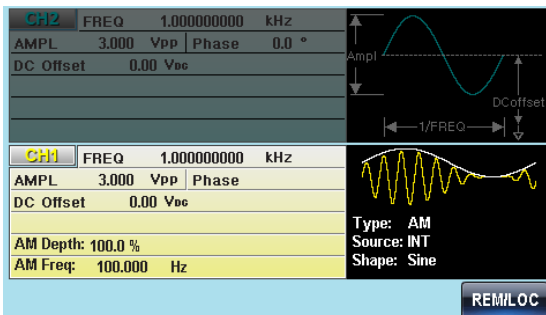 CH2 FREQ 1.000000000 kHz
AMPL 3.000 Vpp Phase 0.0 °
DC Offset 0.00 VDC
Ampl
DCoffset
1/FREQ
CH1 FREQ 1.000000000 kHz
AMPL 3.000 Vpp Phase
DC Offset 0.00 VDC
AM Depth: 100.0 %
AM Freq: 100.000 Hz
Type: AM
Source: INT
Shape: Sine
REM/LOC